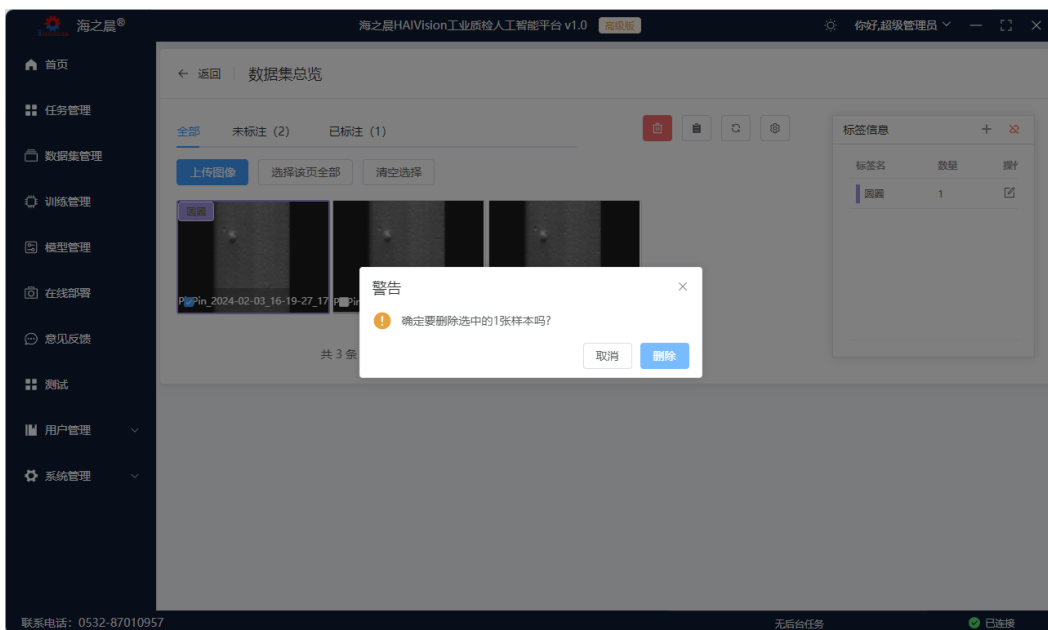 海之晨®
海之晨HAIVision工业质检人工智能平台 v1.0 高级版
你好,超级管理员
首页
任务管理
数据集管理
训练管理
模型管理
在线部署
意见反馈
测试
用户管理
系统管理
返回 数据集总览
全部 未标注 (2) 已标注 (1)
上传图像 选择该页全部 清空选择
Pin_2024-02-03_16-19-27_17
共 3 条
标签信息
标签名 数量
1
警告
确定要删除选中的1张样本吗?
取消 删除
联系电话: 0532-87010957
无后台任务
已连接